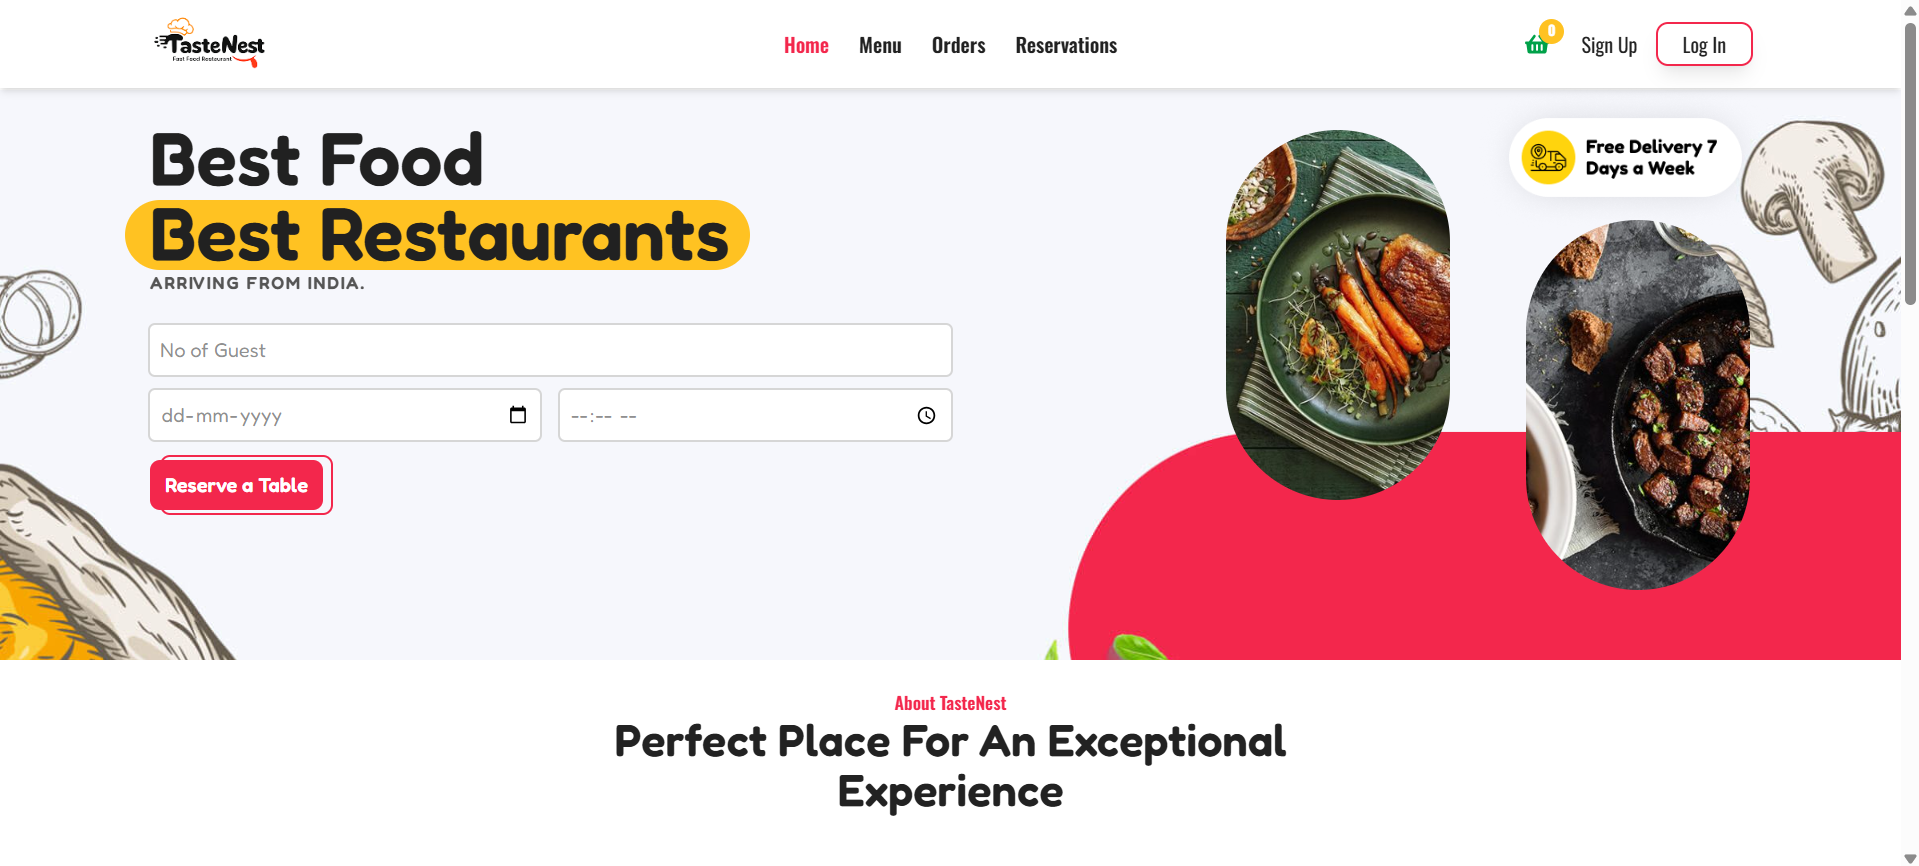 TasteNest
Fast Food Restaurant
Home
Menu
Orders
Reservations
0
Sign Up
Log In
Best Food
Best Restaurants
ARRIVING FROM INDIA.
No of Guest
dd-mm-yyyy
--:-- --
Reserve a Table
Free Delivery 7
Days a Week
About TasteNest
Perfect Place For An Exceptional
Experience